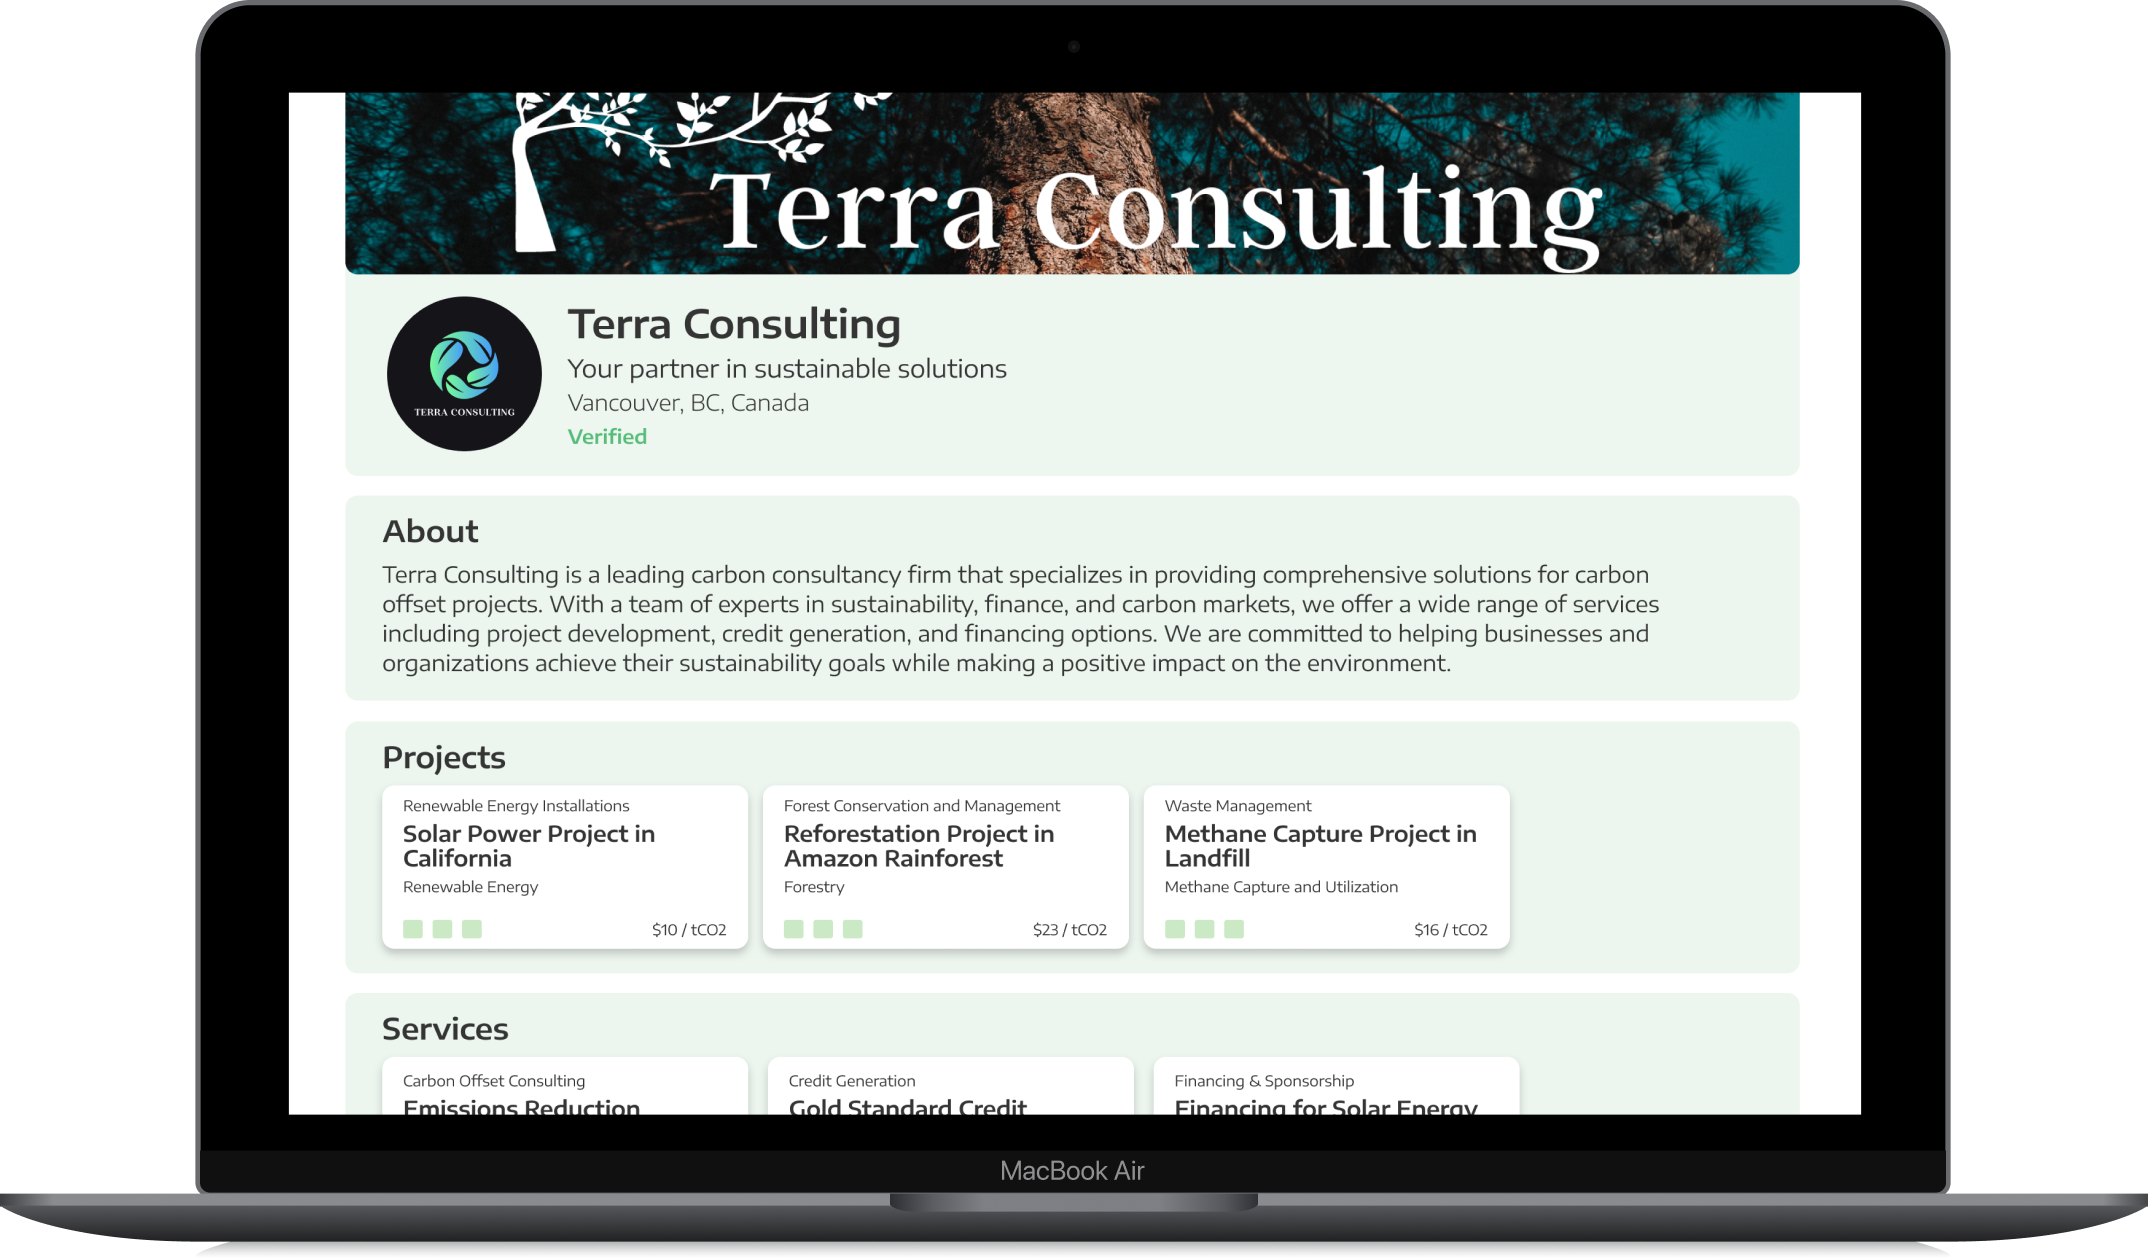 Terra Consulting
TERRA CONSULTING
Terra Consulting
Your partner in sustainable solutions
Vancouver, BC, Canada
Verified
About
Terra Consulting is a leading carbon consultancy firm that specializes in providing comprehensive solutions for carbon
offset projects. With a team of experts in sustainability, finance, and carbon markets, we offer a wide range of services
including project development, credit generation, and financing options. We are committed to helping businesses and
organizations achieve their sustainability goals while making a positive impact on the environment.
Projects
Renewable Energy Installations
Solar Power Project in
California
Renewable Energy
$10 / tCO2
Forest Conservation and Management
Reforestation Project in
Amazon Rainforest
Forestry
$23 / tCO2
Waste Management
Methane Capture Project in
Landfill
Methane Capture and Utilization
$16 / tCO2
Services
Carbon Offset Consulting
Emissions Reduction
Credit Generation
Gold Standard Credit
Financing & Sponsorship
Financing for Solar Energy
MacBook Air